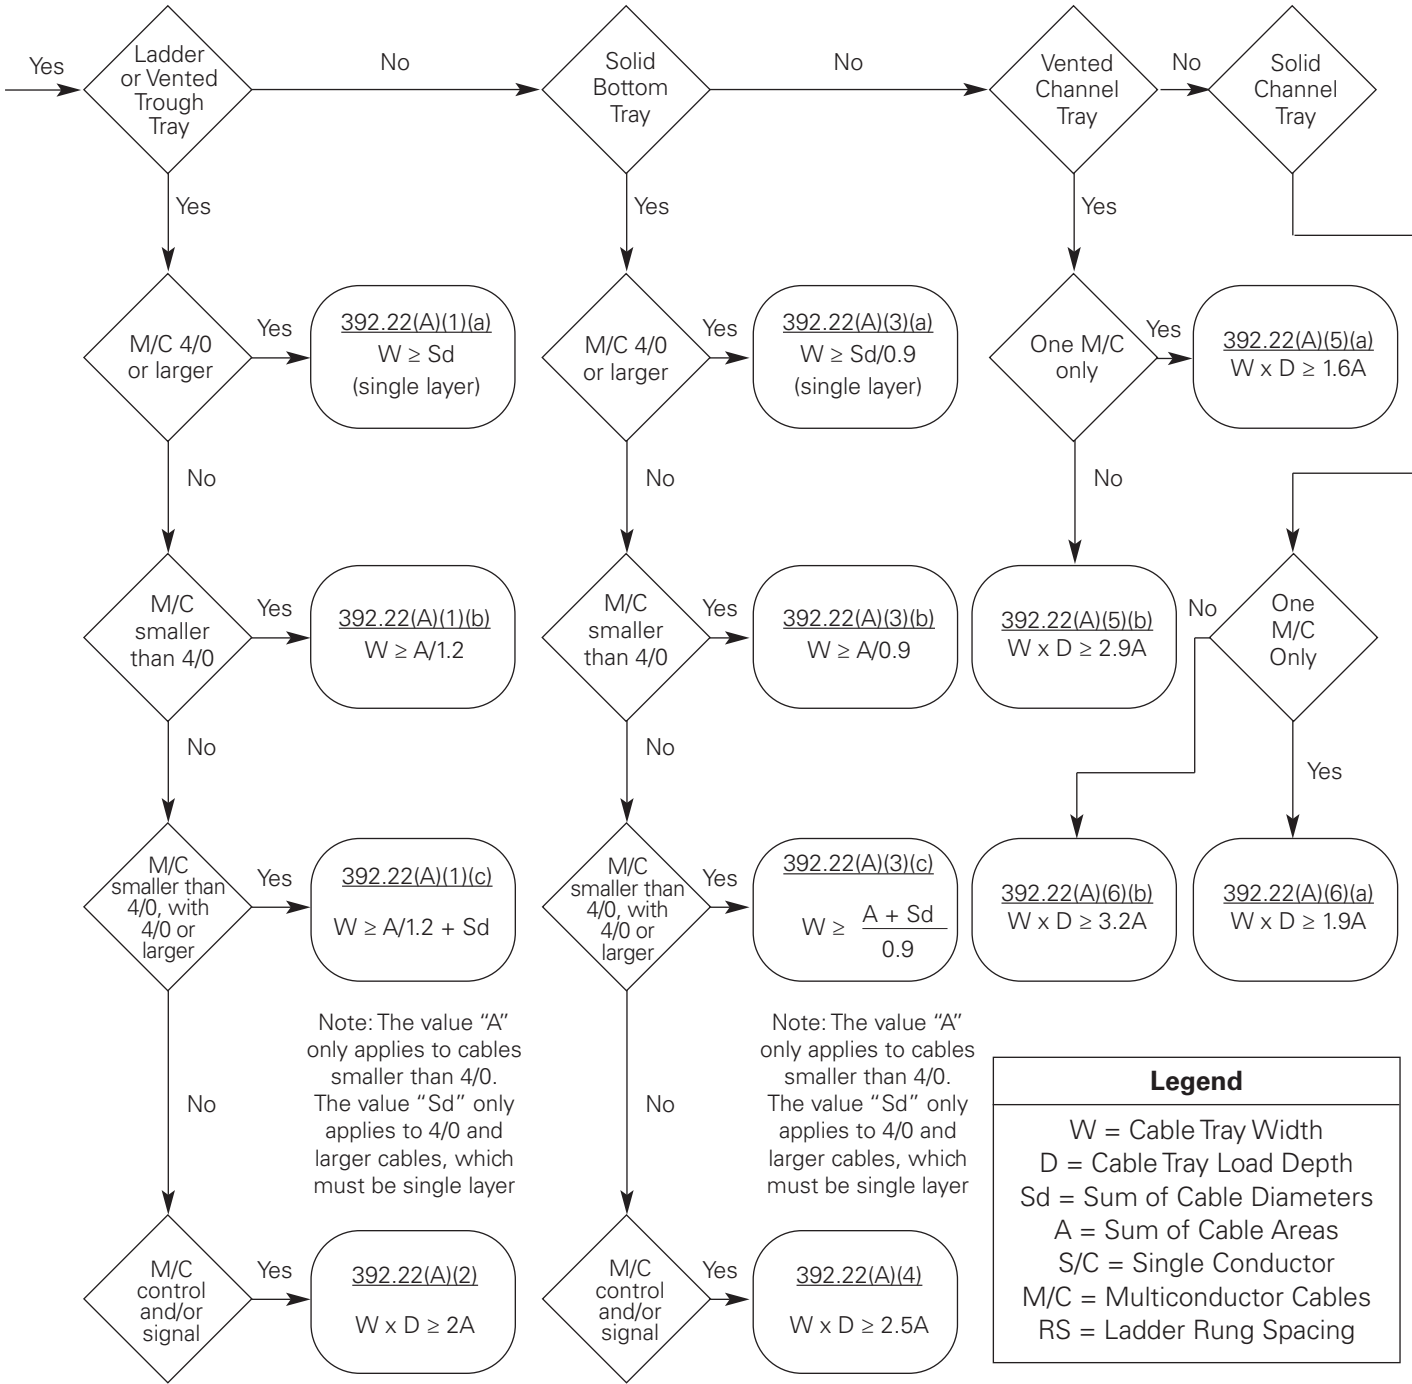 Yes
Ladder
or Vented
Trough
Tray
No
Solid
Bottom
Tray
No
Vented
Channel
Tray
No
Solid
Channel
Tray
Yes
Yes
Yes
M/C 4/0
or larger
Yes
392.22(A)(1)(a)
W ≥ Sd
(single layer)
M/C 4/0
or larger
Yes
392.22(A)(3)(a)
W ≥ Sd/0.9
(single layer)
One M/C
only
Yes
392.22(A)(5)(a)
W x D ≥ 1.6A
No
No
No
M/C
smaller
than 4/0
Yes
392.22(A)(1)(b)
W ≥ A/1.2
M/C
smaller
than 4/0
Yes
392.22(A)(3)(b)
W ≥ A/0.9
392.22(A)(5)(b)
W x D ≥ 2.9A
No
One
M/C
Only
No
No
Yes
M/C
smaller than
4/0, with
4/0 or
larger
Yes
392.22(A)(1)(c)
W ≥ A/1.2 + Sd
M/C
smaller than
4/0, with
4/0 or
larger
Yes
392.22(A)(3)(c)
W ≥ A + Sd
0.9
392.22(A)(6)(b)
W x D ≥ 3.2A
392.22(A)(6)(a)
W x D ≥ 1.9A
No
Note: The value “A”
only applies to cables
smaller than 4/0.
The value “Sd” only
applies to 4/0 and
larger cables, which
must be single layer
No
Note: The value “A”
only applies to cables
smaller than 4/0.
The value “Sd” only
applies to 4/0 and
larger cables, which
must be single layer
M/C
control
and/or
signal
Yes
392.22(A)(2)
W x D ≥ 2A
M/C
control
and/or
signal
Yes
392.22(A)(4)
W x D ≥ 2.5A
Legend
W = Cable Tray Width
D = Cable Tray Load Depth
Sd = Sum of Cable Diameters
A = Sum of Cable Areas
S/C = Single Conductor
M/C = Multiconductor Cables
RS = Ladder Rung Spacing